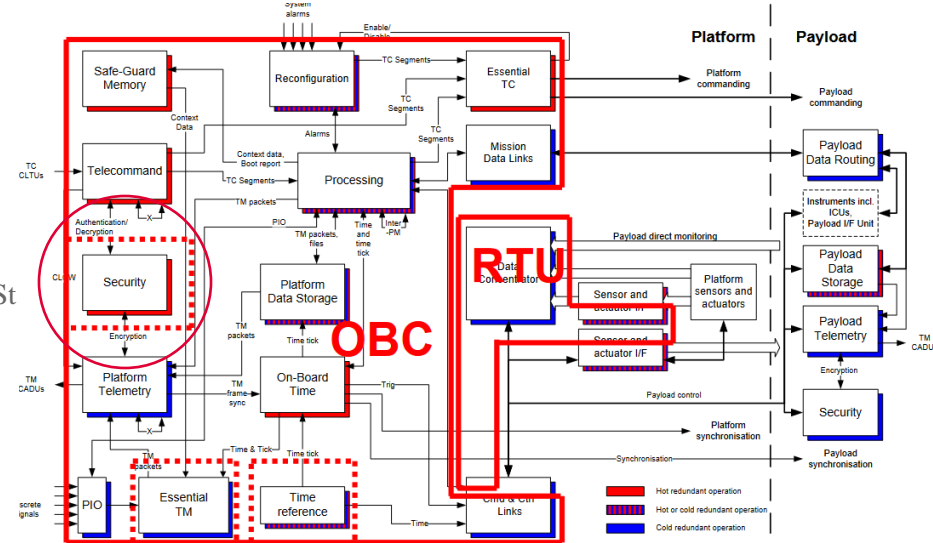 System
alarms
Enable/
Disable
Platform
Payload
Safe-Guard
Memory
Reconfiguration
TC Segments
Essential
TC
Platform
commanding
Payload
commanding
TC
Segments
Context
Data
Alarms
TC
Segments
Mission
Data Links
Payload
Data Routing
TC
CLTUs
Telecommand
Context data,
Boot report
Processing
TC Segments
TM packets
Instruments incl.
ICUs,
Payload I/F Unit
Authentication/
Decryption
X
PIO
TM packets,
files
Time
and
time
tick
Inter
-PM
Payload direct monitoring
RTU
Data
Concentrator
Platform
sensors and
actuators
Payload
Data
Storage
St
Security
Platform
Data Storage
Sensor and
actuator I/F
Encryption
TM
packets
OBC
Time tick
Sensor and
actuator I/F
Payload
Telemetry
TM
CADU
TM
CADUs
Platform
Telemetry
TM
frame
sync
On-Board
Time
Trig
Encryption
Payload control
Security
X
TM
packets
Time & Tick
Time tick
Platform
synchronisation
Synchronisation
Payload
synchronisation
screte
ignals
PIO
Essential
TM
Time
reference
Time
Cmd & Ctrl
Links
Hot redundant operation
Hot or cold redundant operation
Cold redundant operation